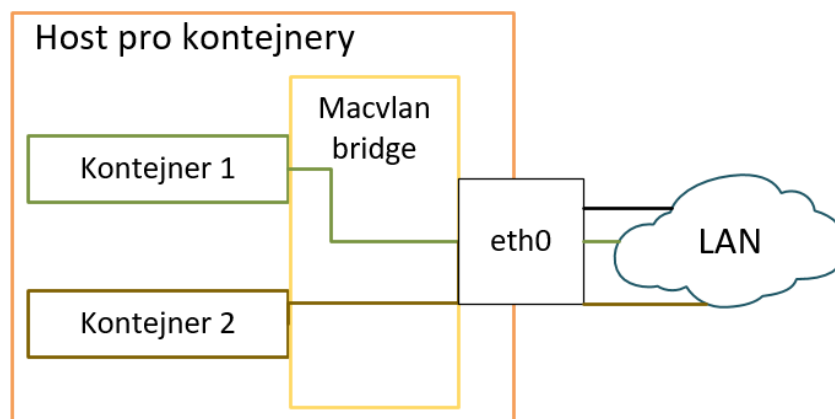 Host pro kontejnery
Macvlan
bridge
Kontejner 1
eth0
LAN
Kontejner 2